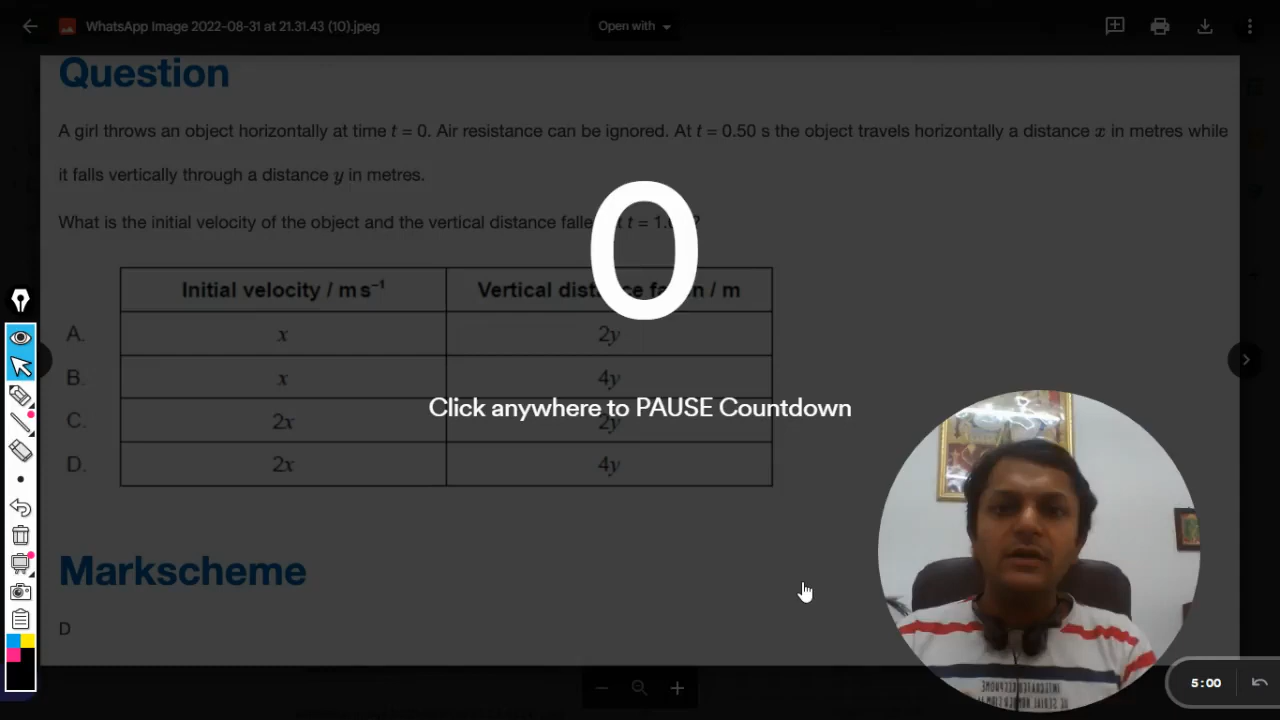 WhatsApp Image 2022-08-31 at 21.31.43 (10).jpeg
Open with
Question
A girl throws an object horizontally at time t = 0. Air resistance can be ignored. At t = 0.50 s the object travels horizontally a distance x in metres while
it falls vertically through a distance y in metres.
What is the initial velocity of the object and the vertical distance t = 1.
0
Initial velocity / m s⁻¹ Vertical / m
A. x 2y
B. x 4y
Click anywhere to PAUSE Countdown
C. 2x 2y
D. 2x 4y
Markscheme
D
5:00